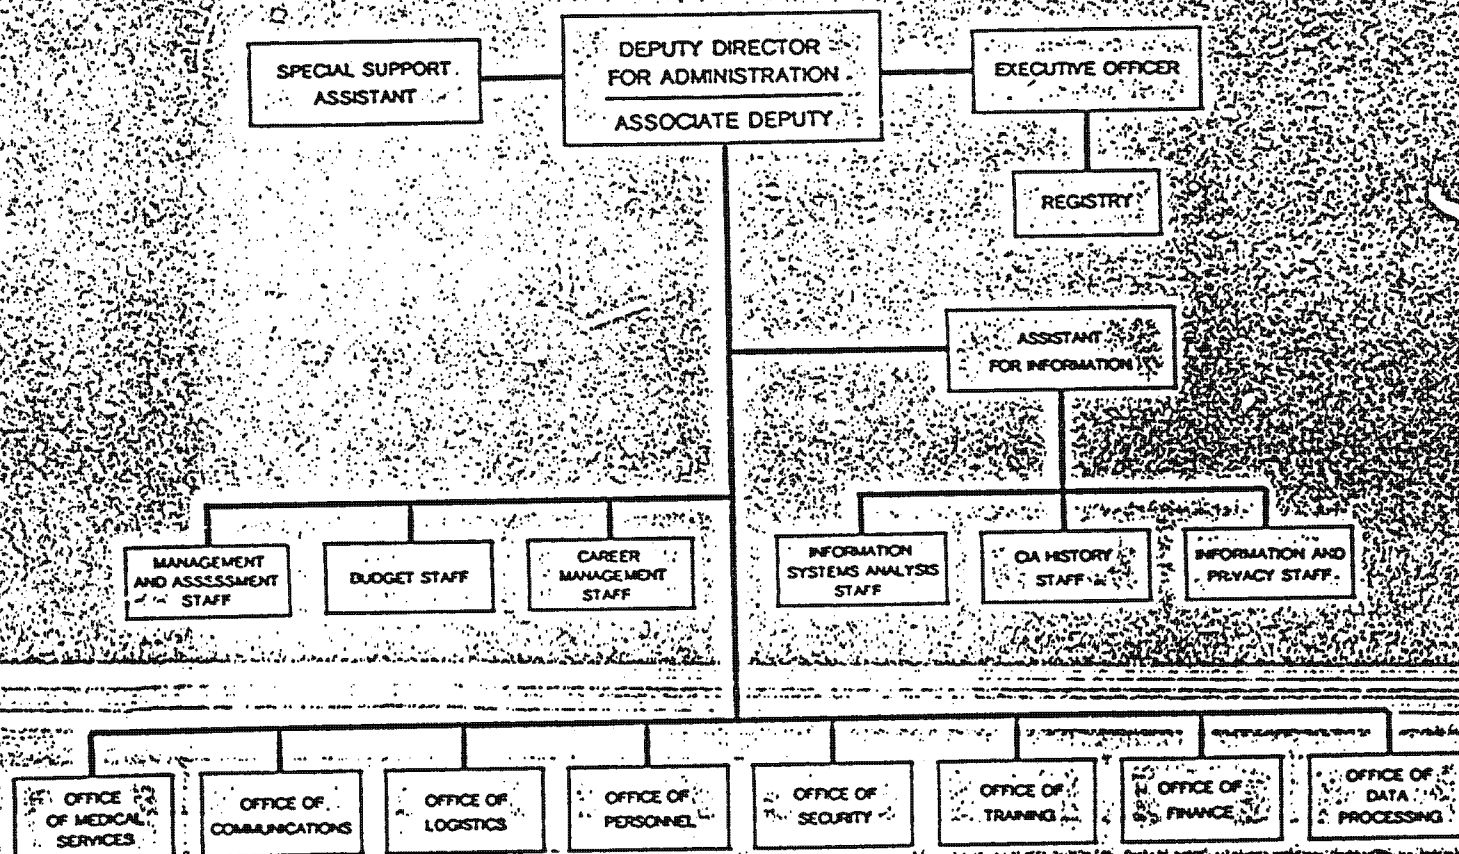 SPECIAL SUPPORT
ASSISTANT
DEPUTY DIRECTOR
FOR ADMINISTRATION
ASSOCIATE DEPUTY
EXECUTIVE OFFICER
REGISTRY
ASSISTANT
FOR INFORMATION
MANAGEMENT
AND ASSESSMENT
STAFF
BUDGET STAFF
CAREER
MANAGEMENT
STAFF
INFORMATION
SYSTEMS ANALYSIS
STAFF
CIA HISTORY
STAFF
INFORMATION AND
PRIVACY STAFF
OFFICE
OF MEDICAL
SERVICES
OFFICE OF
COMMUNICATIONS
OFFICE OF
LOGISTICS
OFFICE OF
PERSONNEL
OFFICE OF
SECURITY
OFFICE OF
TRAINING
OFFICE OF
FINANCE
OFFICE OF
DATA
PROCESSING